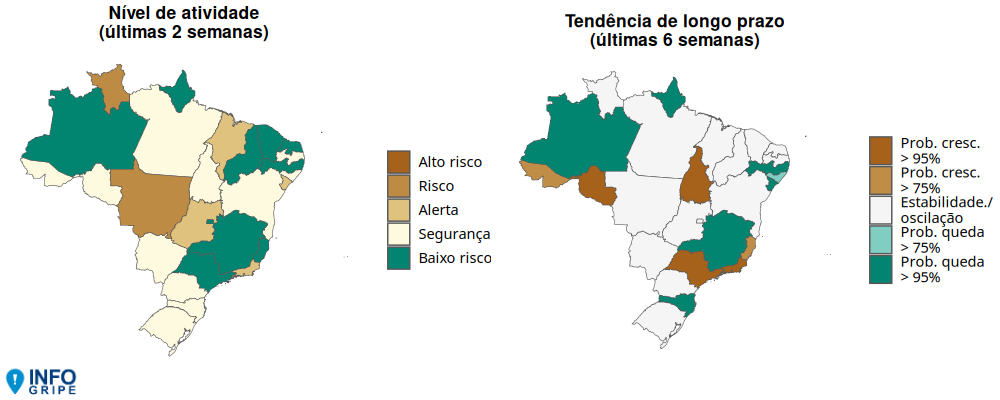 Nível de atividade
(últimas 2 semanas)
Tendência de longo prazo
(últimas 6 semanas)
Alto risco
Risco
Alerta
Segurança
Baixo risco
Prob. cresc.
> 95%
Prob. cresc.
> 75%
Estabilidade./
oscilação
Prob. queda
> 75%
Prob. queda
> 95%
INFO
GRIPE